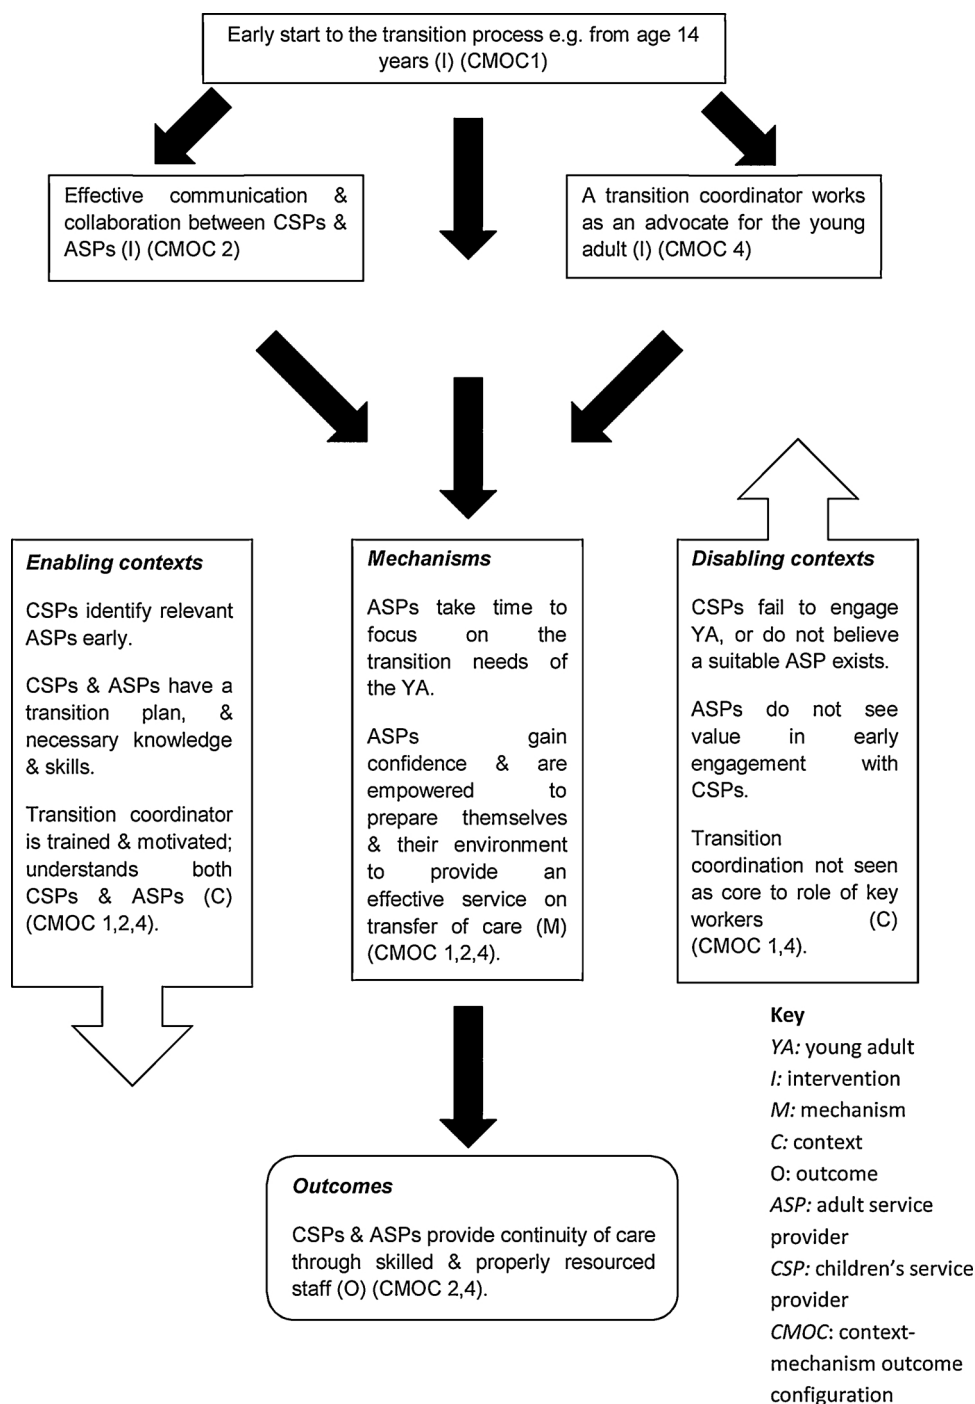 Early start to the transition process e.g. from age 14
years (I) (CMOC1)
Effective communication &
collaboration between CSPs &
ASPs (I) (CMOC 2)
A transition coordinator works
as an advocate for the young
adult (I) (CMOC 4)
Enabling contexts
CSPs identify relevant
ASPs early.
CSPs & ASPs have a
transition plan, &
necessary knowledge
& skills.
Transition coordinator
is trained & motivated;
understands both
CSPs & ASPs (C)
(CMOC 1,2,4).
Mechanisms
ASPs take time to
focus on the
transition needs of
the YA.
ASPs gain
confidence & are
empowered to
prepare themselves
& their environment
to provide an
effective service on
transfer of care (M)
(CMOC 1,2,4).
Disabling contexts
CSPs fail to engage
YA, or do not believe
a suitable ASP exists.
ASPs do not see
value in early
engagement with
CSPs.
Transition
coordination not seen
as core to role of key
workers (C)
(CMOC 1,4).
Outcomes
CSPs & ASPs provide continuity of care
through skilled & properly resourced
staff (O) (CMOC 2,4).
Key
YA: young adult
I: intervention
M: mechanism
C: context
O: outcome
ASP: adult service
provider
CSP: children's service
provider
CMOC: context-
mechanism outcome
configuration